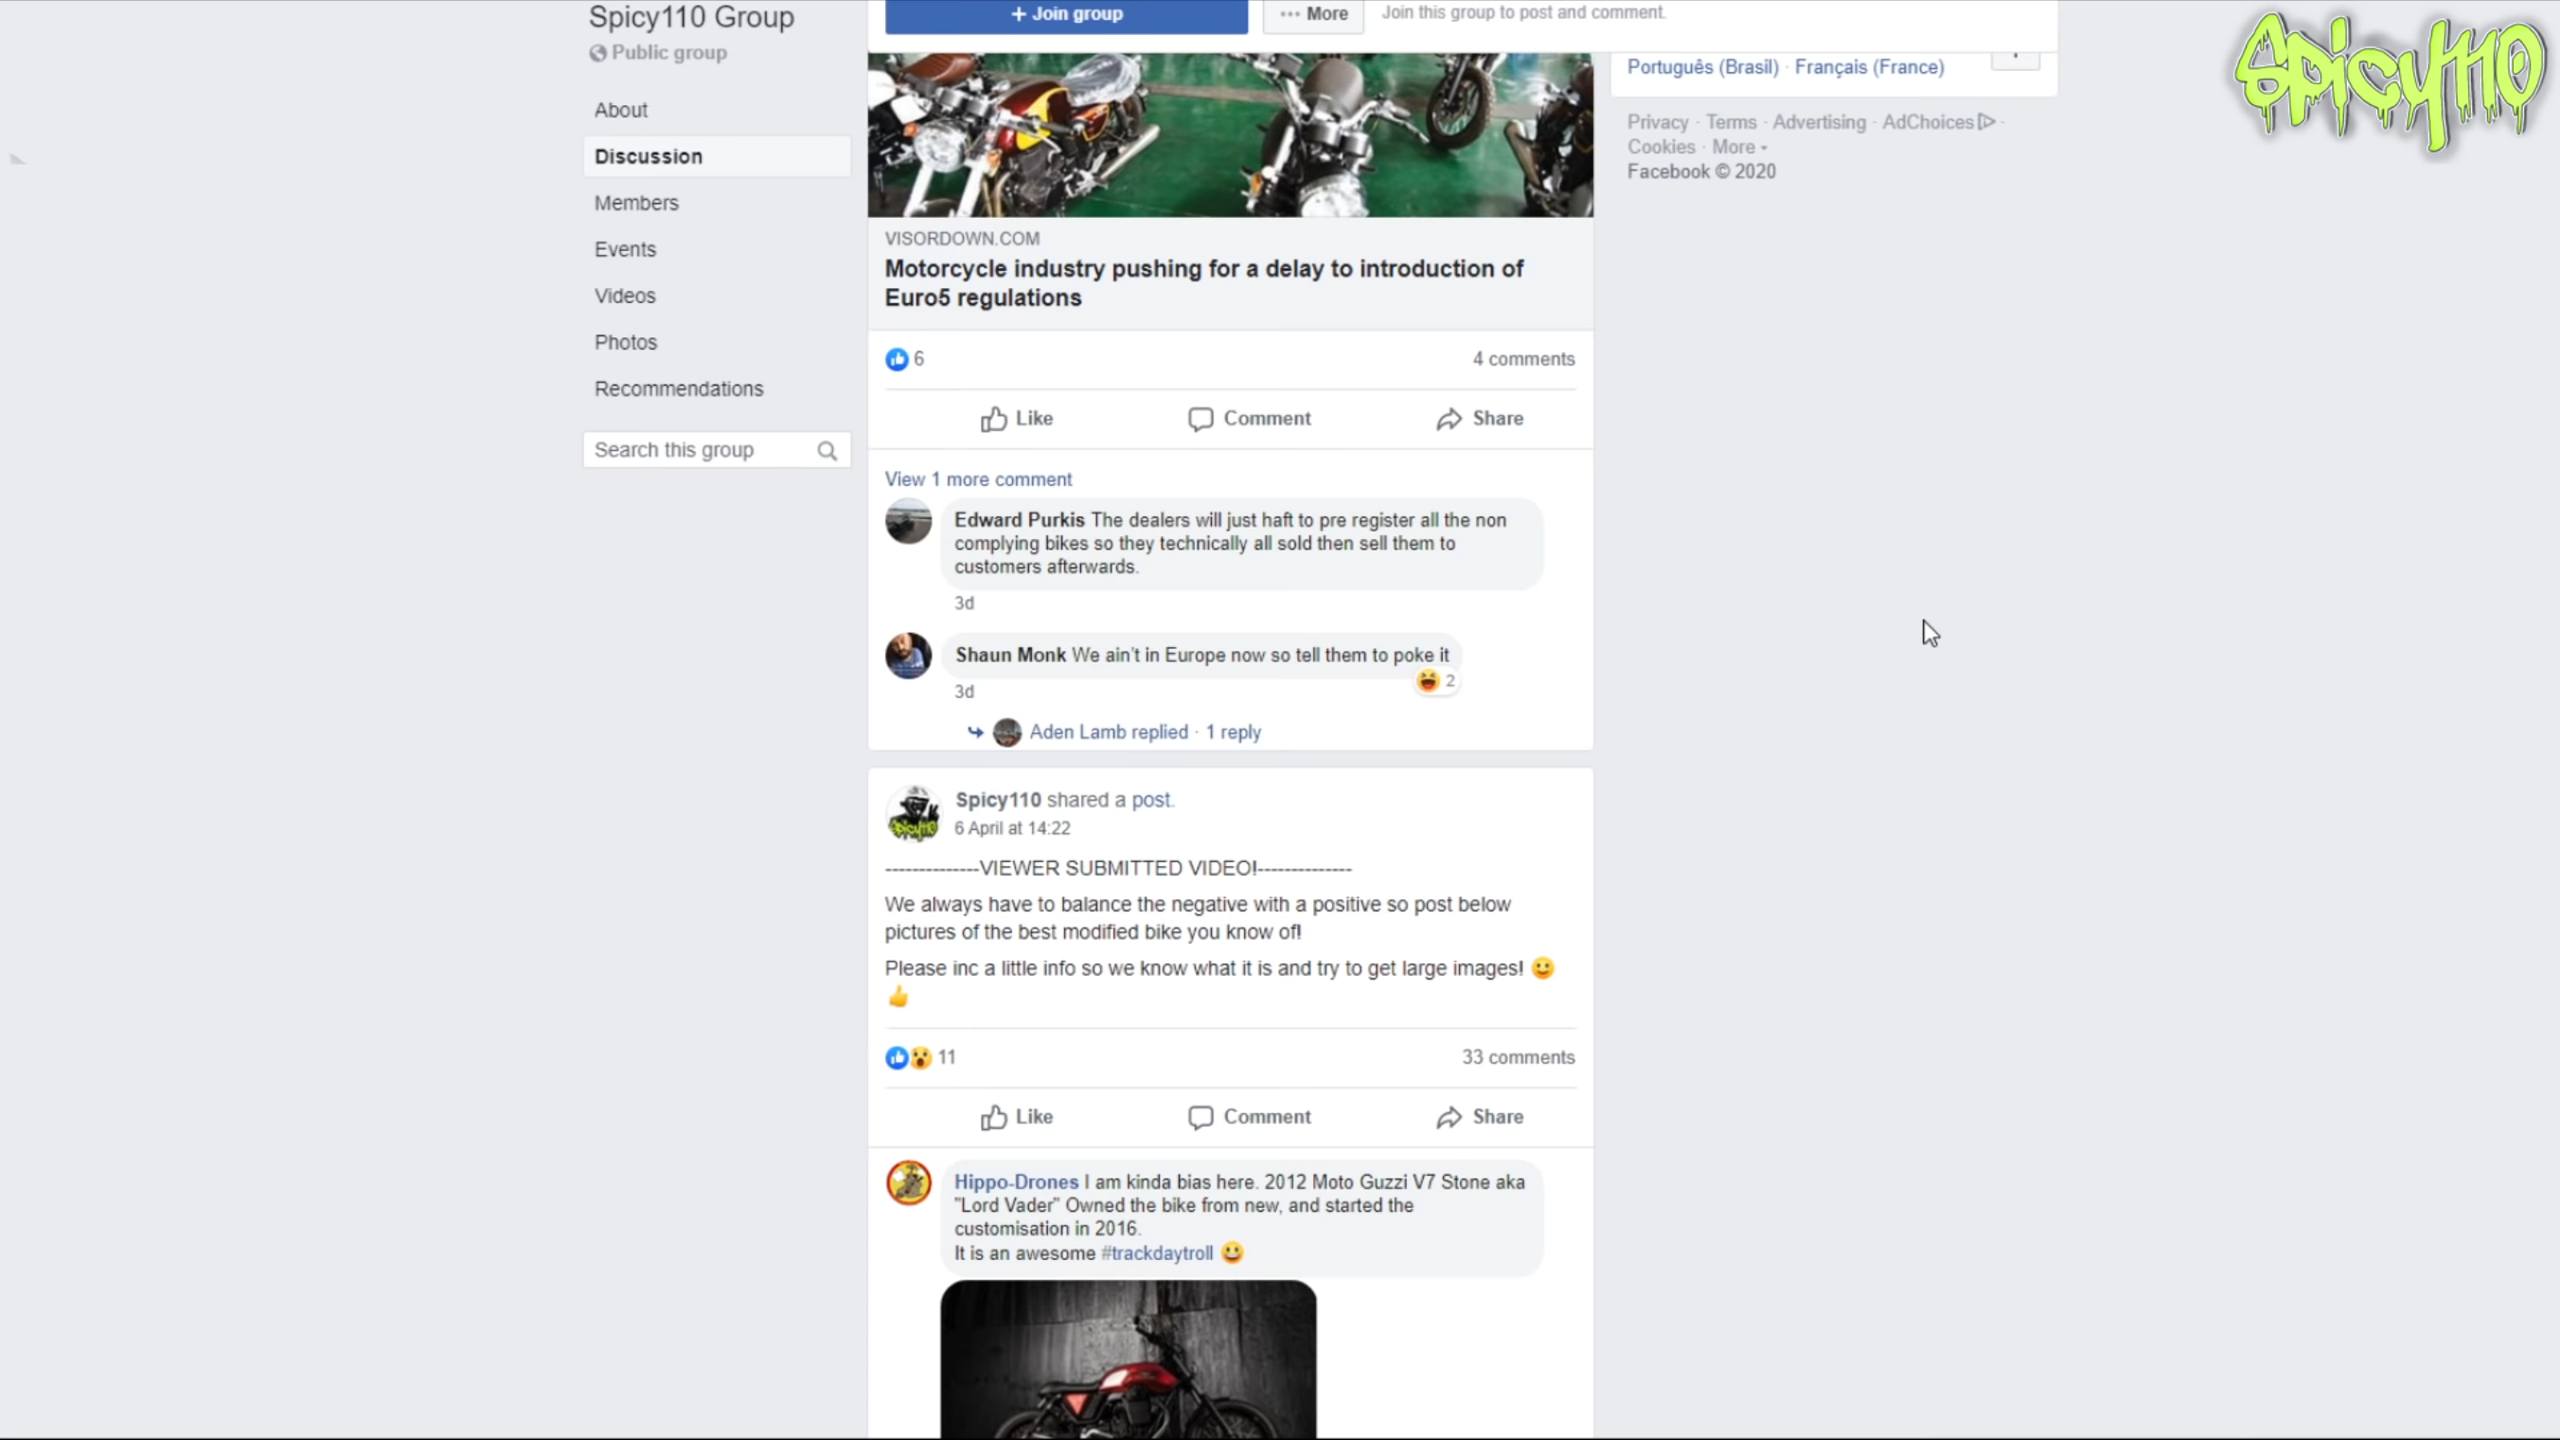 Spicy110 Group
Public group
About
Discussion
Members
Events
Videos
Photos
Recommendations
Search this group
+ Join group
··· More
Join this group to post and comment.
VISORDOWN.COM
Motorcycle industry pushing for a delay to introduction of
Euro5 regulations
6
4 comments
Like
Comment
Share
View 1 more comment
Edward Purkis The dealers will just haft to pre register all the non
complying bikes so they technically all sold then sell them to
customers afterwards.
3d
Shaun Monk We ain't in Europe now so tell them to poke it
2
3d
Aden Lamb replied · 1 reply
Spicy110 shared a post.
6 April at 14:22
--------------VIEWER SUBMITTED VIDEO!--------------
We always have to balance the negative with a positive so post below
pictures of the best modified bike you know of!
Please inc a little info so we know what it is and try to get large images! 🙂
👍
11
33 comments
Like
Comment
Share
Hippo-Drones I am kinda bias here. 2012 Moto Guzzi V7 Stone aka
"Lord Vader" Owned the bike from new, and started the
customisation in 2016.
It is an awesome #trackdaytroll 😀
Português (Brasil) · Français (France)
Privacy · Terms · Advertising · AdChoices ·
Cookies · More
Facebook © 2020
Spicy110